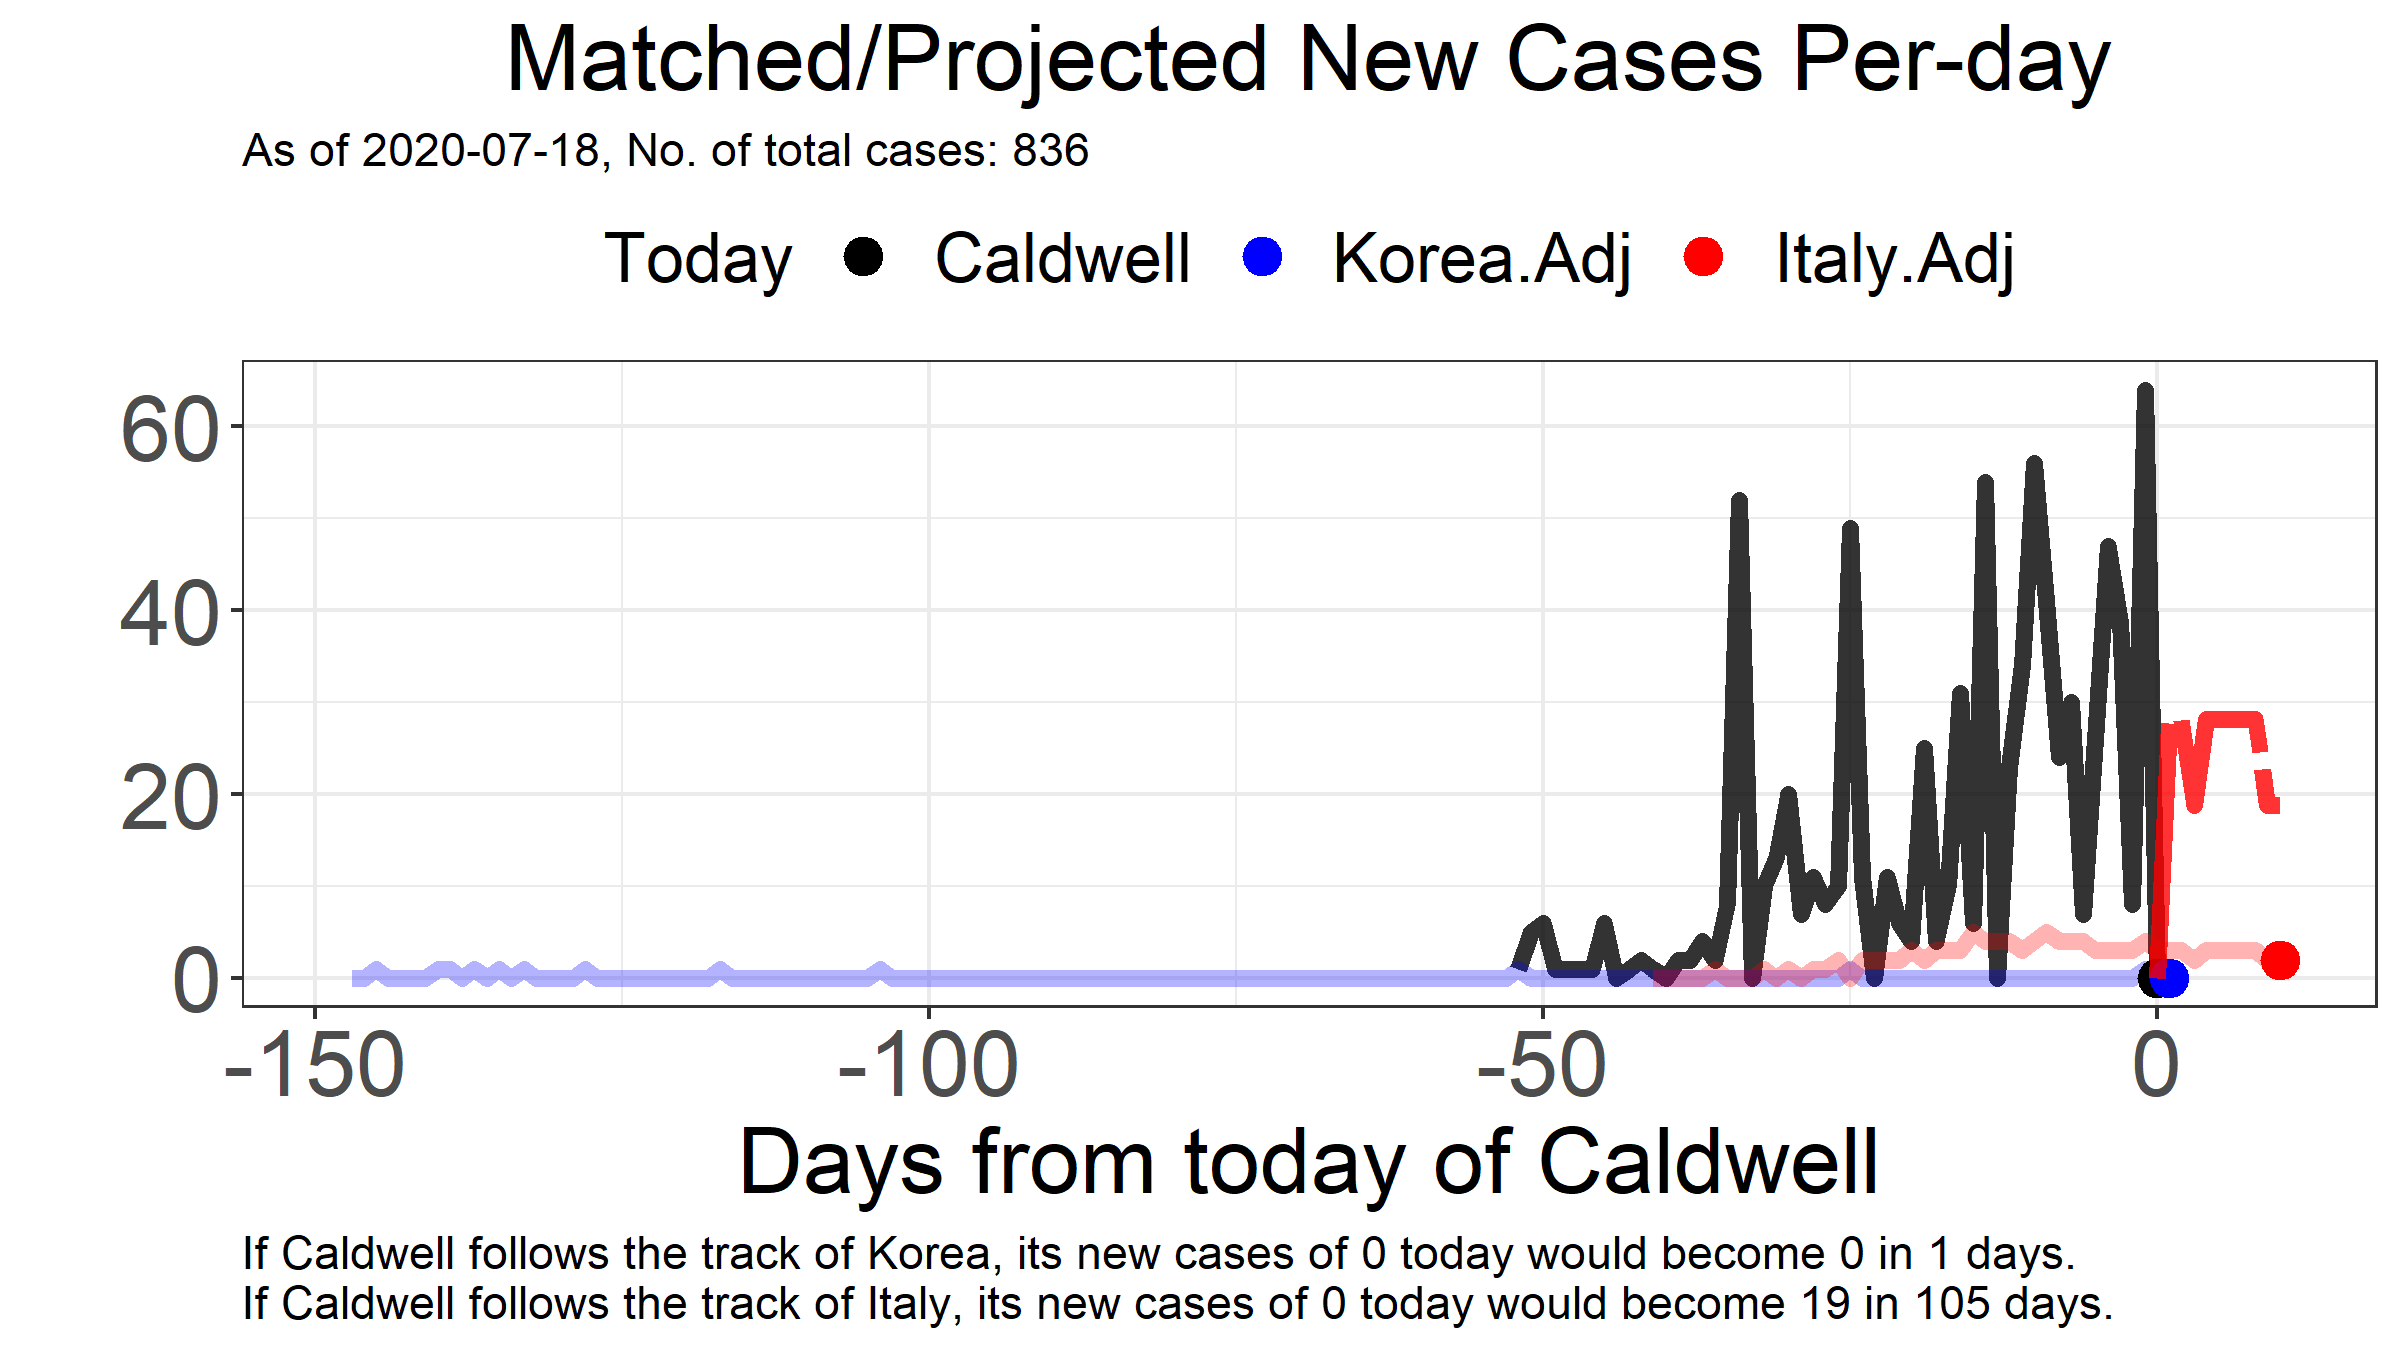 Matched/Projected New Cases Per-day
As of 2020-07-18, No. of total cases: 836
Today Caldwell Korea.Adj Italy.Adj
60
40
20
0
-150 -100 -50 0
Days from today of Caldwell
If Caldwell follows the track of Korea, its new cases of 0 today would become 0 in 1 days.
If Caldwell follows the track of Italy, its new cases of 0 today would become 19 in 105 days.